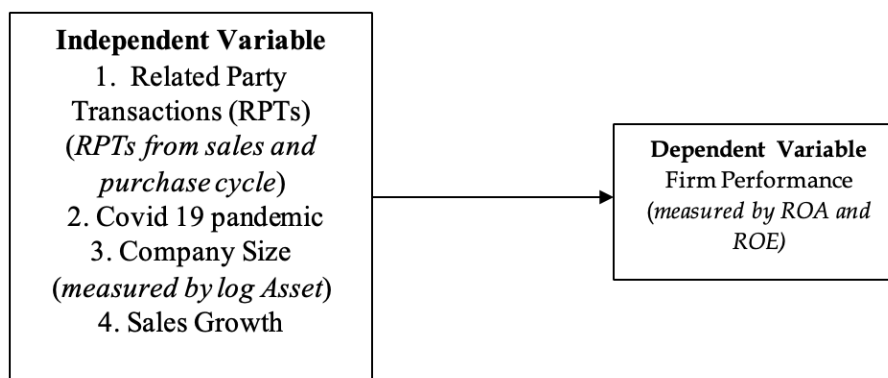 Independent Variable
1. Related Party
Transactions (RPTs)
(RPTs from sales and
purchase cycle)
2. Covid 19 pandemic
3. Company Size
(measured by log Asset)
4. Sales Growth
Dependent Variable
Firm Performance
(measured by ROA and
ROE)